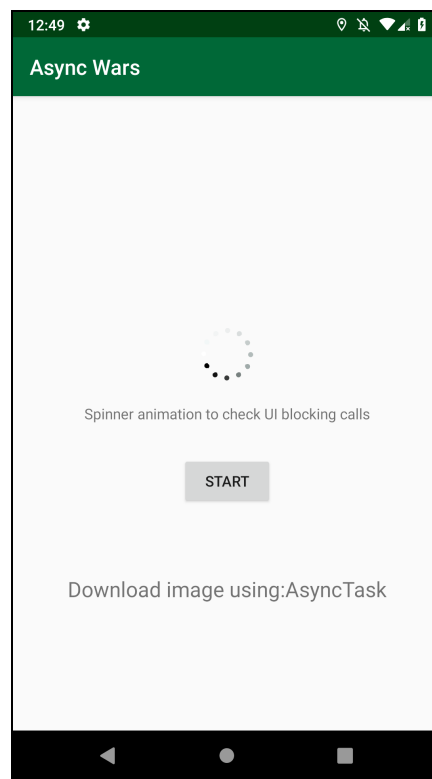 12:49
Async Wars
Spinner animation to check UI blocking calls
START
Download image using:AsyncTask